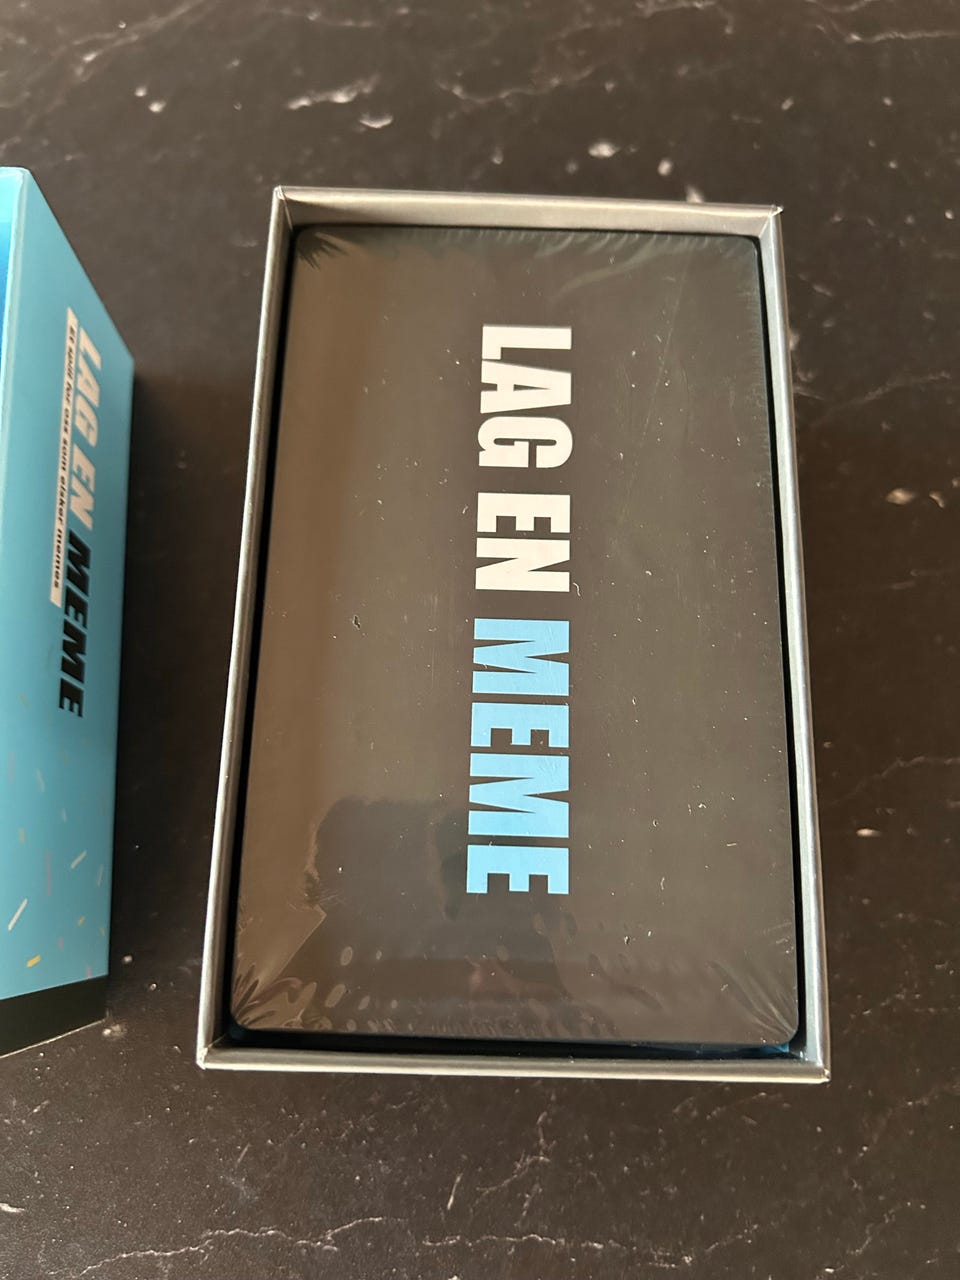 LAG EN MEME
Et spill for oss som elsker memes
LAG EN MEME